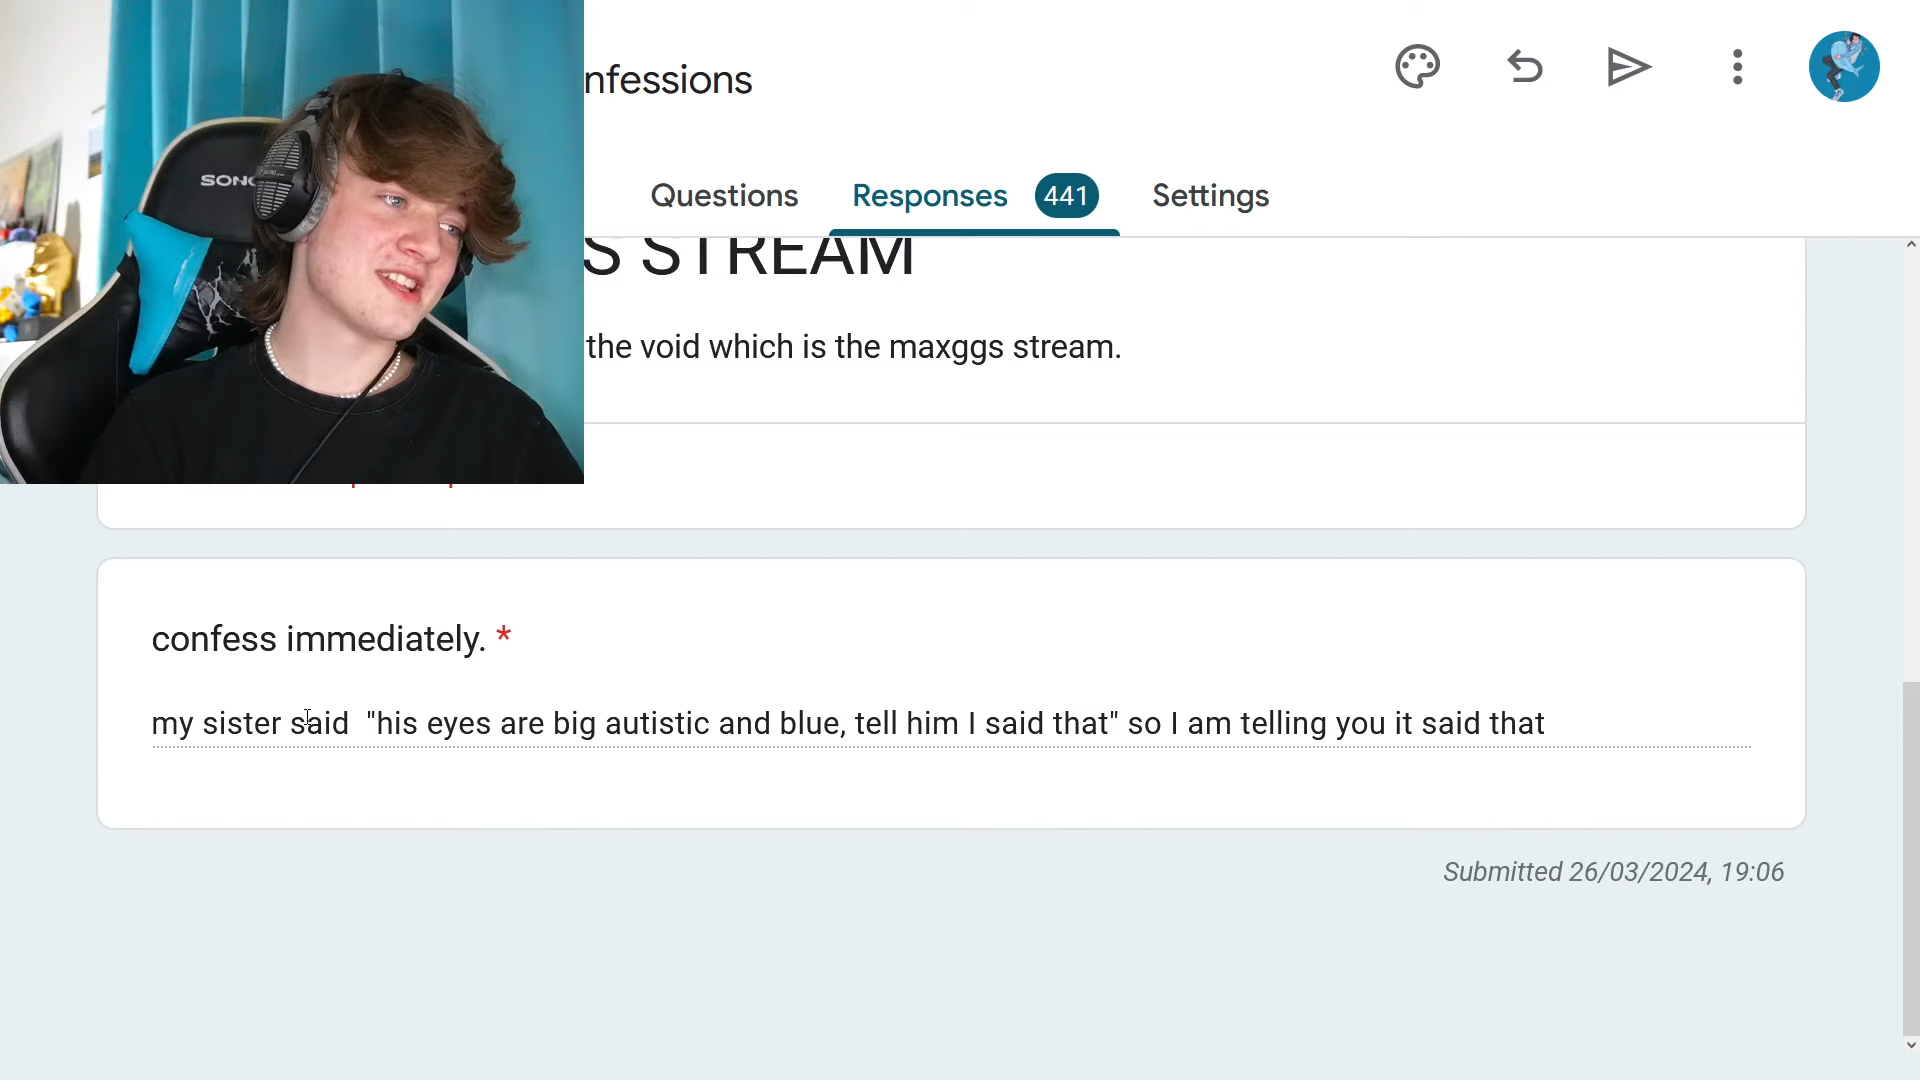 nfessions
Questions Responses 441 Settings
S STREAM
the void which is the maxggs stream.
confess immediately. *
my sister said  "his eyes are big autistic and blue, tell him I said that" so I am telling you it said that
Submitted 26/03/2024, 19:06
SONG